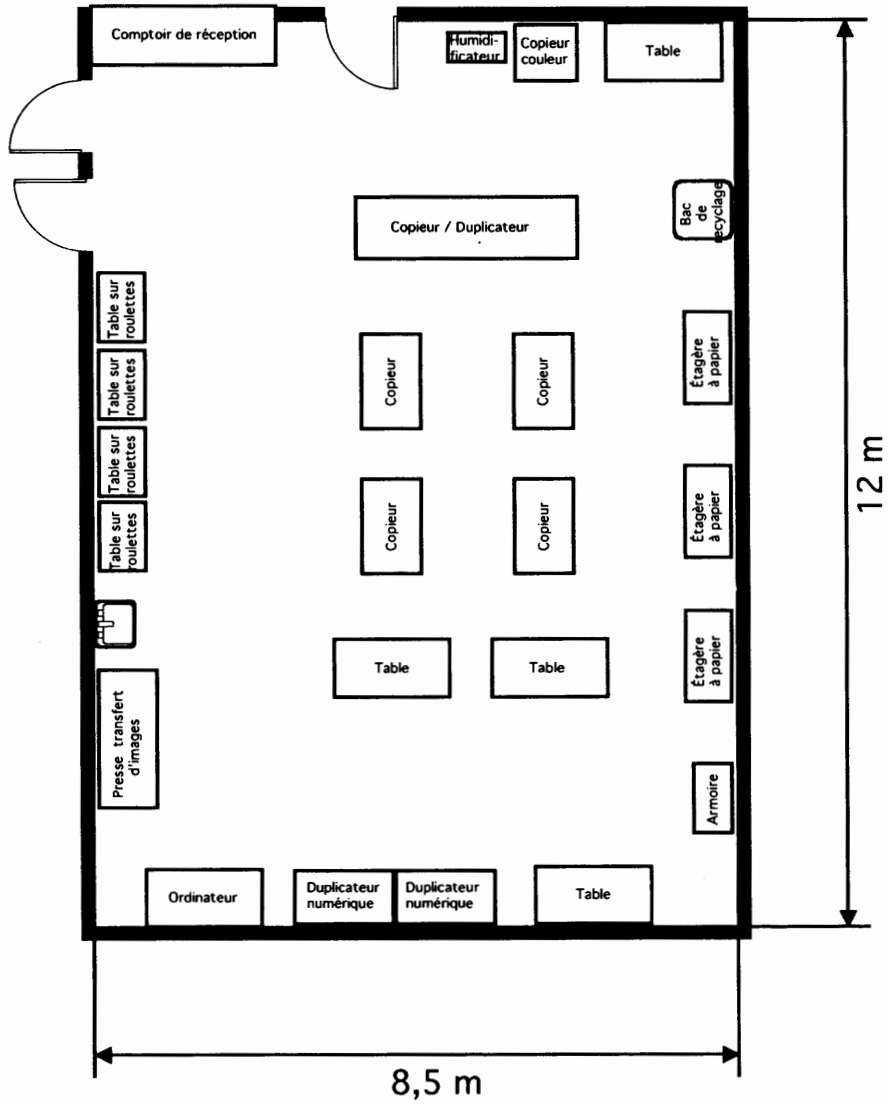 Comptoir de réception
Humidi-
ficateur
Copieur
couleur
Table
Bac
de
recyclage
Copieur / Duplicateur
Table sur
roulettes
Table sur
roulettes
Table sur
roulettes
Table sur
roulettes
Copieur
Copieur
Étagère
à papier
Copieur
Copieur
Étagère
à papier
12 m
Table
Table
Étagère
à papier
Presse transfert
d'images
Armoire
Ordinateur
Duplicateur
numérique
Duplicateur
numérique
Table
8,5 m